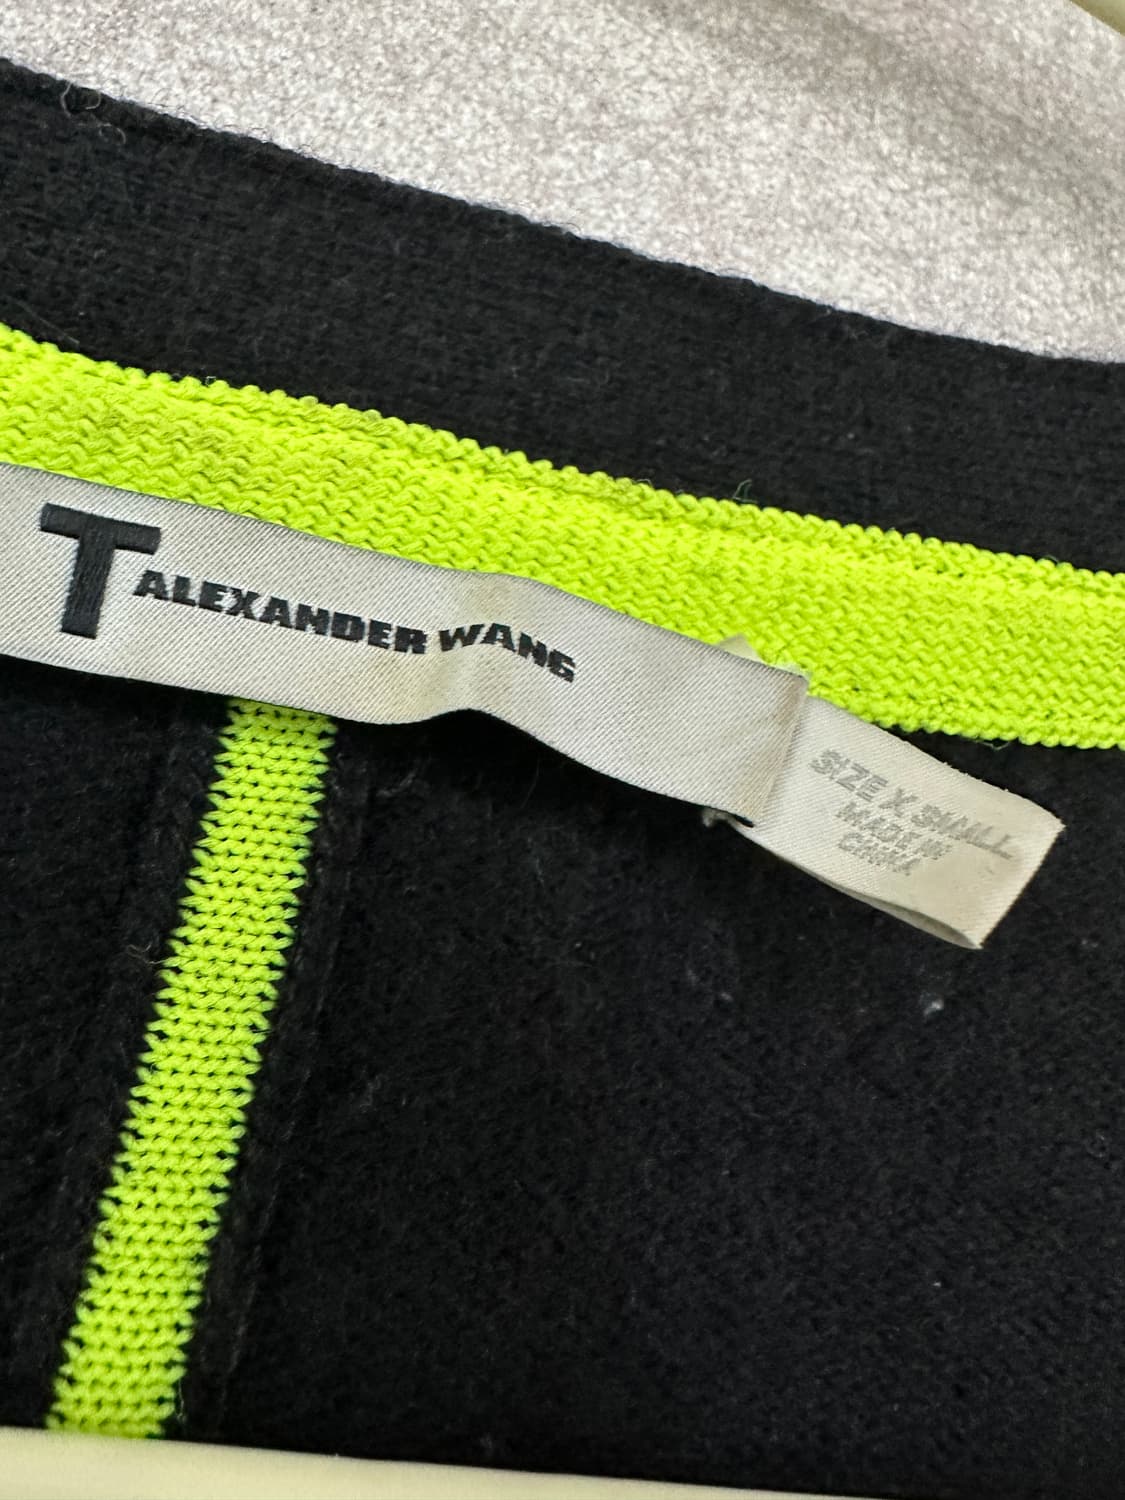 T ALEXANDER WANG
SIZE X SMALL
MADE IN
CHINA